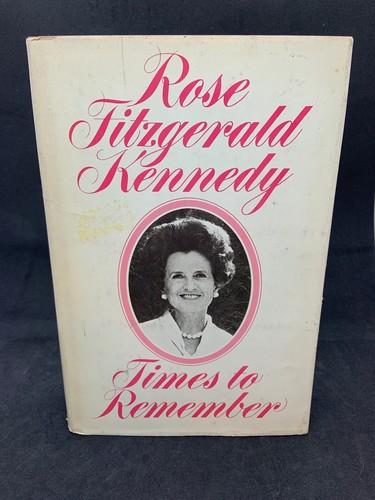 Rose
Fitzgerald
Kennedy
Times to
Remember